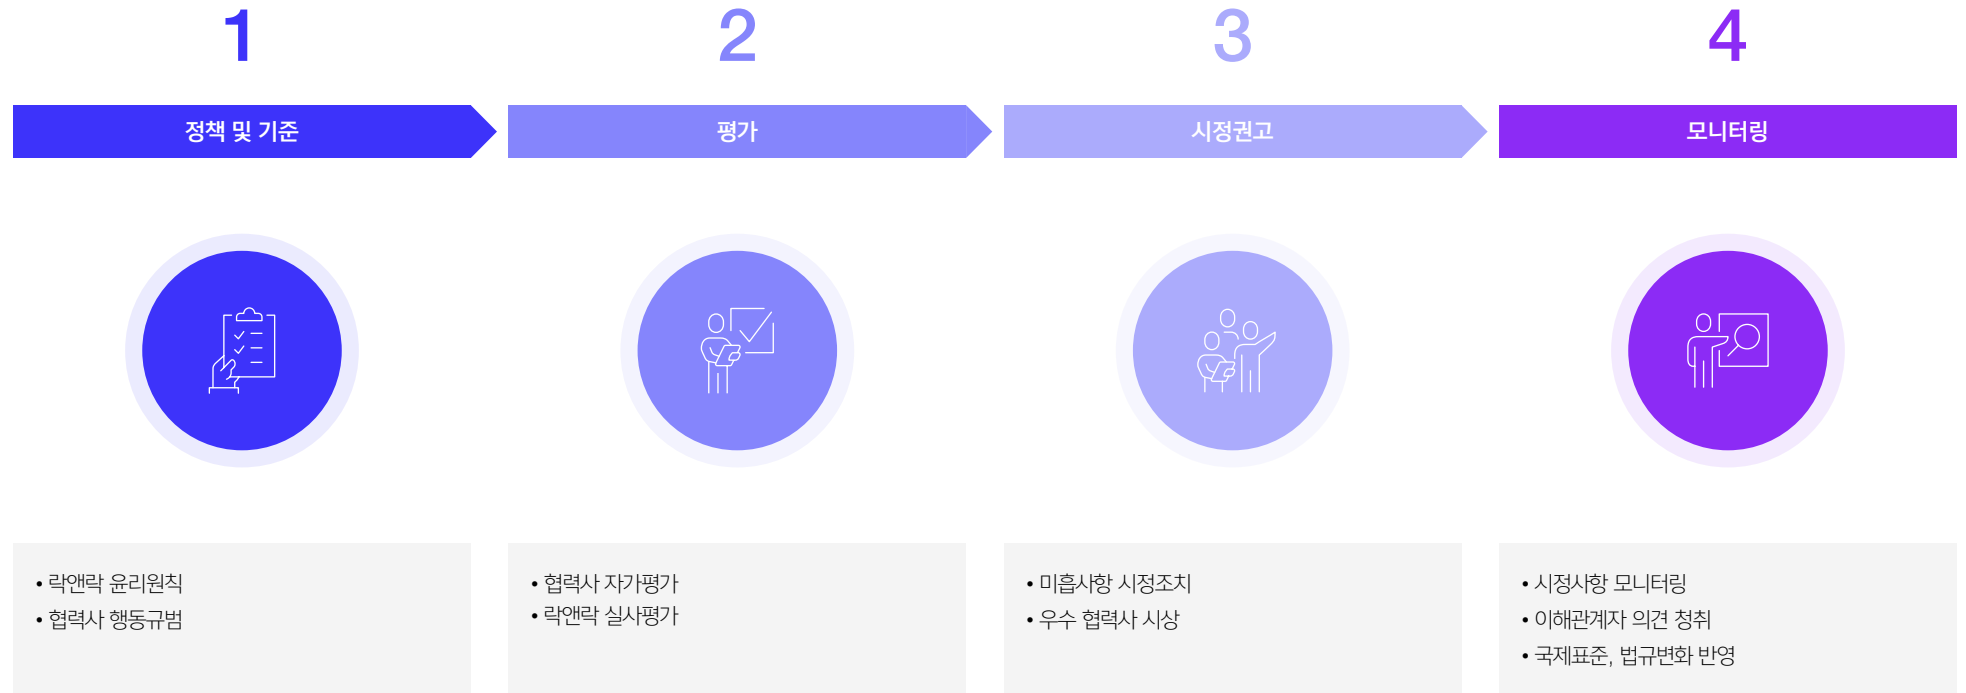 1
정책 및 기준
• 락앤락 윤리원칙
• 협력사 행동규범
2
평가
• 협력사 자가평가
• 락앤락 실사평가
3
시정권고
• 미흡사항 시정조치
• 우수 협력사 시상
4
모니터링
• 시정사항 모니터링
• 이해관계자 의견 청취
• 국제표준, 법규변화 반영